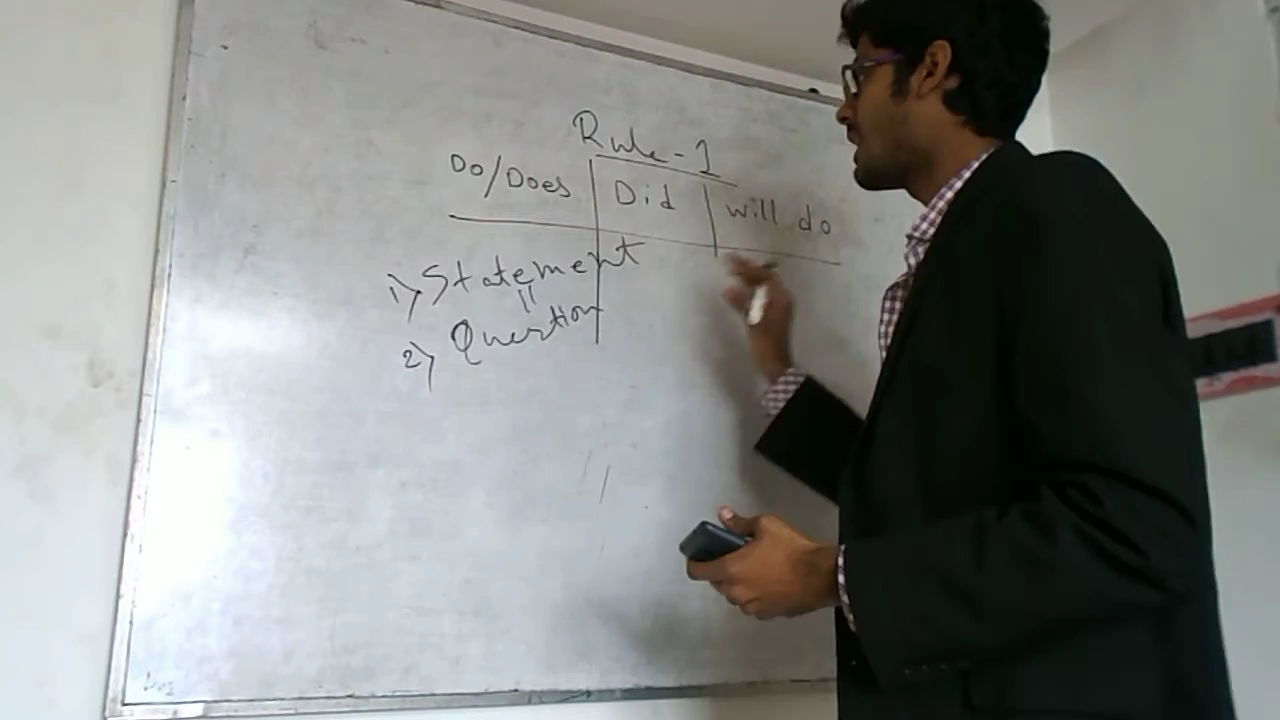 Rule-1
Do/Does Did will do
1) Statement
"
2) Question